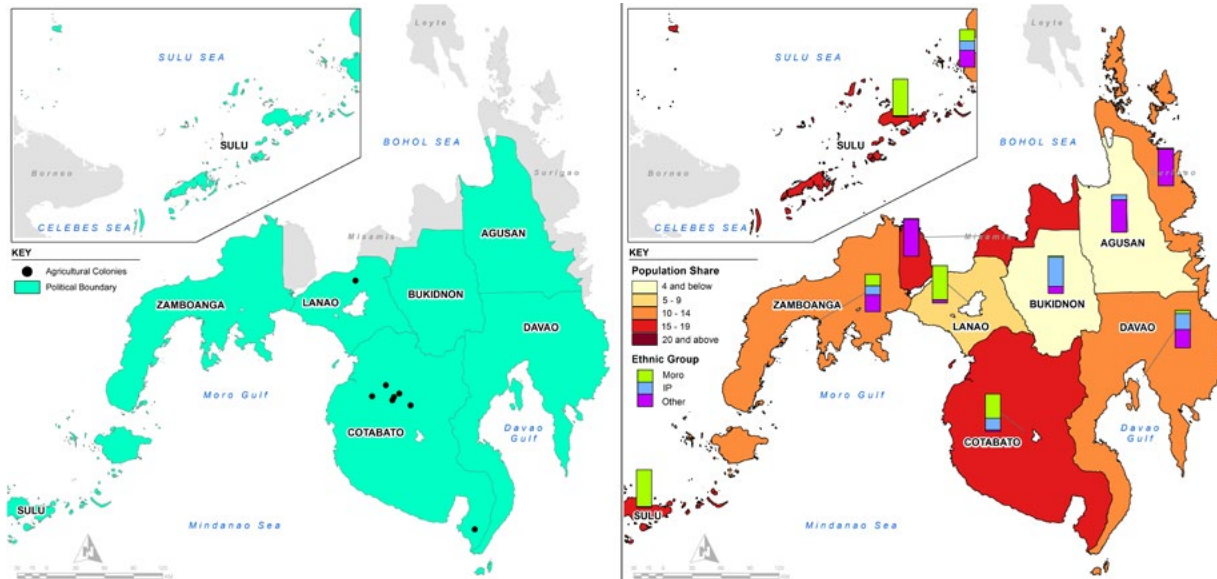 Leyte
SULU SEA
BOHOL SEA
SULU
Borneo
Surigao
CELEBES SEA
Misamis
AGUSAN
KEY
Agricultural Colonies
Political Boundary
ZAMBOANGA
LANAO
BUKIDNON
DAVAO
Moro Gulf
COTABATO
Davao
Gulf
SULU
Mindanao Sea
Leyte
SULU SEA
BOHOL SEA
SULU
Borneo
Surigao
CELEBES SEA
Misamis
AGUSAN
KEY
Population Share
4 and below
5 - 9
10 - 14
15 - 19
20 and above
Ethnic Group
Moro
IP
Other
ZAMBOANGA
LANAO
BUKIDNON
DAVAO
Moro Gulf
COTABATO
Davao
Gulf
SULU
Mindanao Sea